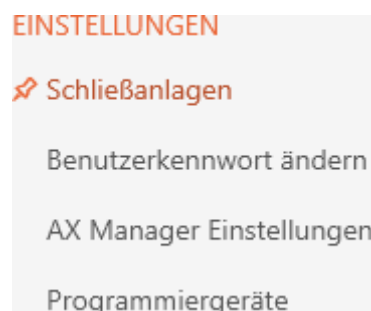 EINSTELLUNGEN
Schließanlagen
Benutzerkennwort ändern
AX Manager Einstellungen
Programmiergeräte